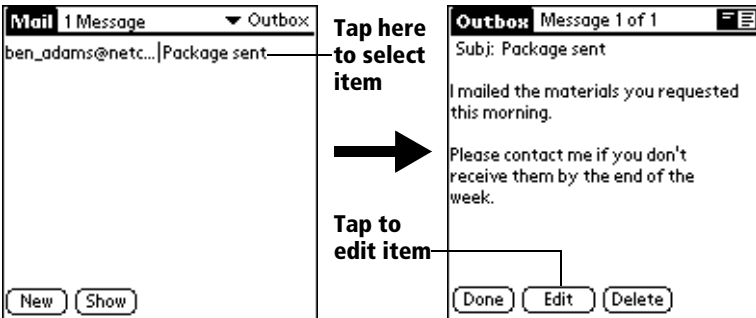 Mail 1 Message Outbox
ben_adams@netc... Package sent
New Show
Tap here
to select
item
Tap to
edit item
Outbox Message 1 of 1
Subj: Package sent
I mailed the materials you requested
this morning.
Please contact me if you don't
receive them by the end of the
week.
Done Edit Delete